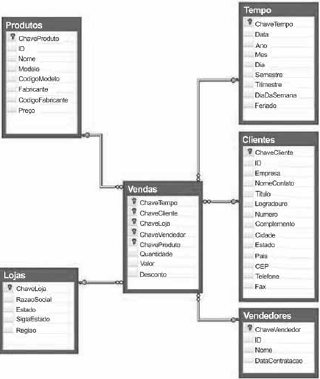 Produtos
ChaveProduto
ID
Nome
Modelo
CodigoModelo
Fabricante
CodigoFabricante
Preço
Tempo
ChaveTempo
Data
Ano
Mes
Dia
Semestre
Trimestre
DiaDaSemana
Feriado
Clientes
ChaveCliente
ID
Empresa
NomeContato
Titulo
Logradouro
Numero
Complemento
Cidade
Estado
Pais
CEP
Telefone
Fax
Vendas
ChaveTempo
ChaveCliente
ChaveLoja
ChaveVendedor
ChaveProduto
Quantidade
Valor
Desconto
Lojas
ChaveLoja
RazaoSocial
Estado
SiglaEstado
Regiao
Vendedores
ChaveVendedor
ID
Nome
DataContratacao